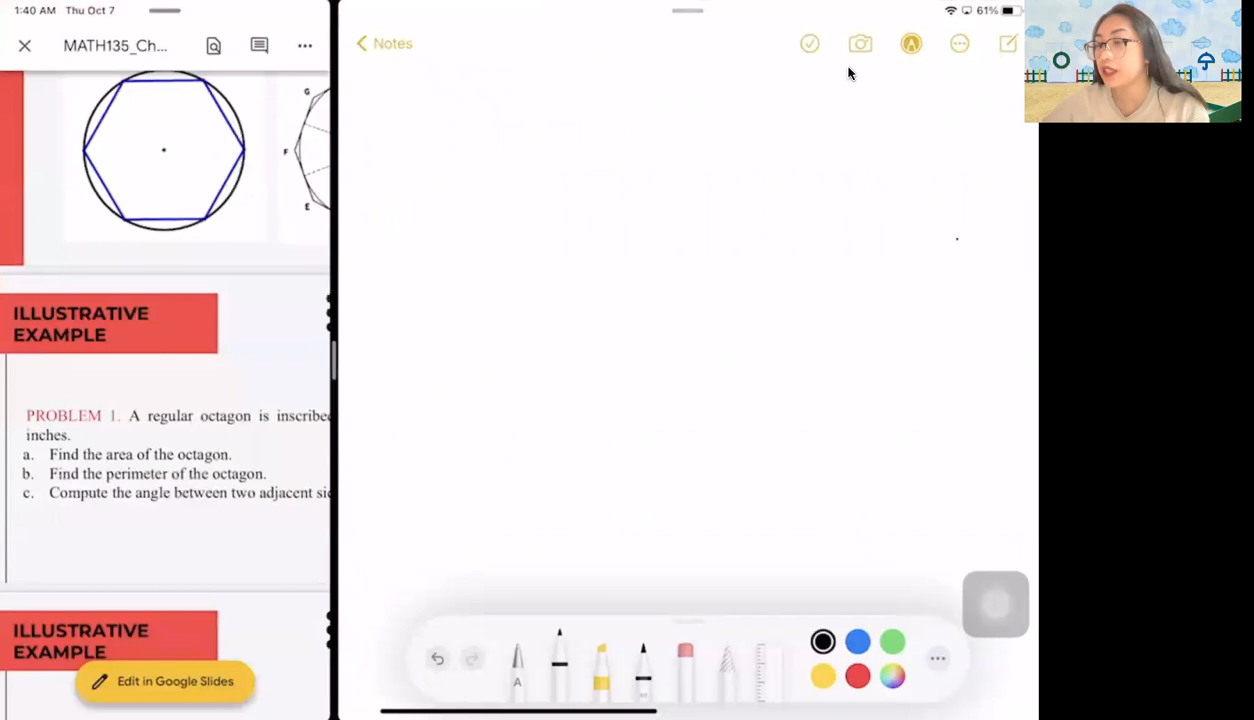 1:40 AM Thu Oct 7
61%
MATH135_Ch...
Notes
G
F
E
ILLUSTRATIVE
EXAMPLE
PROBLEM 1. A regular octagon is inscribed
inches.
a. Find the area of the octagon.
b. Find the perimeter of the octagon.
c. Compute the angle between two adjacent
ILLUSTRATIVE
EXAMPLE
Edit in Google Slides
A